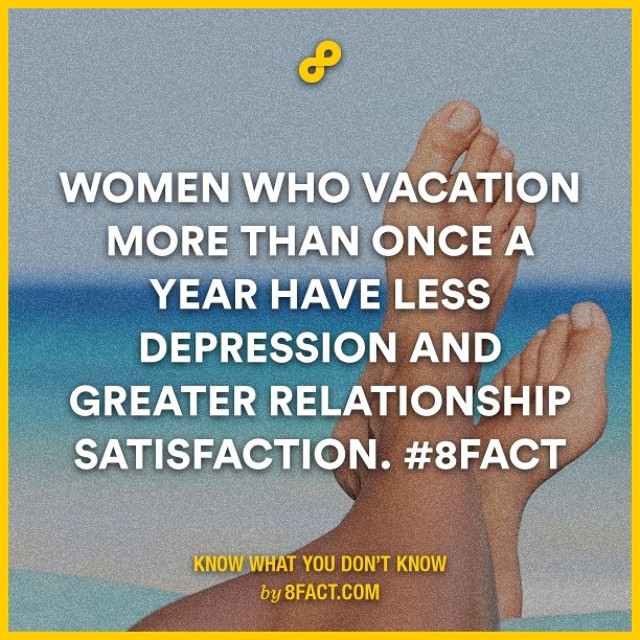 WOMEN WHO VACATION
MORE THAN ONCE A
YEAR HAVE LESS
DEPRESSION AND
GREATER RELATIONSHIP
SATISFACTION. #8FACT
KNOW WHAT YOU DON'T KNOW
by 8FACT.COM